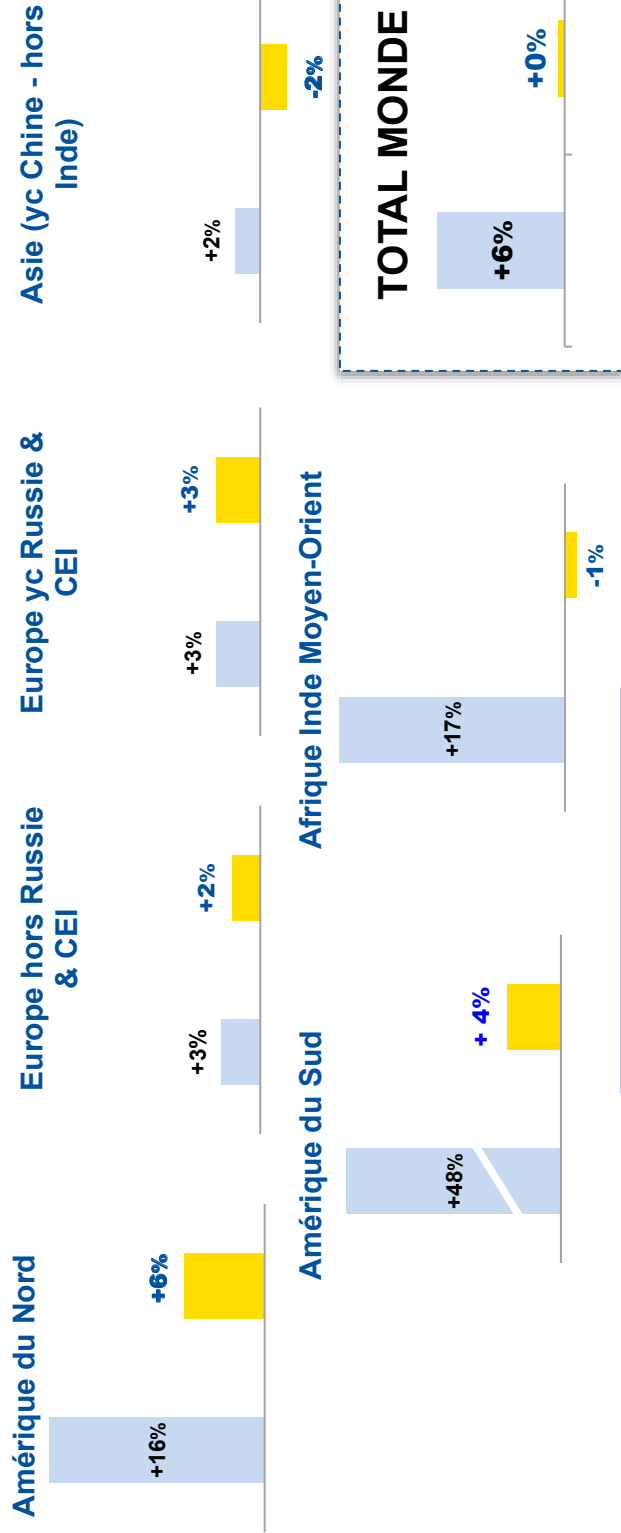 Amérique du Nord
+16%
+6%
Europe hors Russie
& CEI
+3%
+2%
Europe yc Russie &
CEI
+3%
+3%
Asie (yc Chine - hors
Inde)
+2%
-2%
Amérique du Sud
+48%
+ 4%
Afrique Inde Moyen-Orient
+17%
-1%
TOTAL MONDE
+6%
+0%